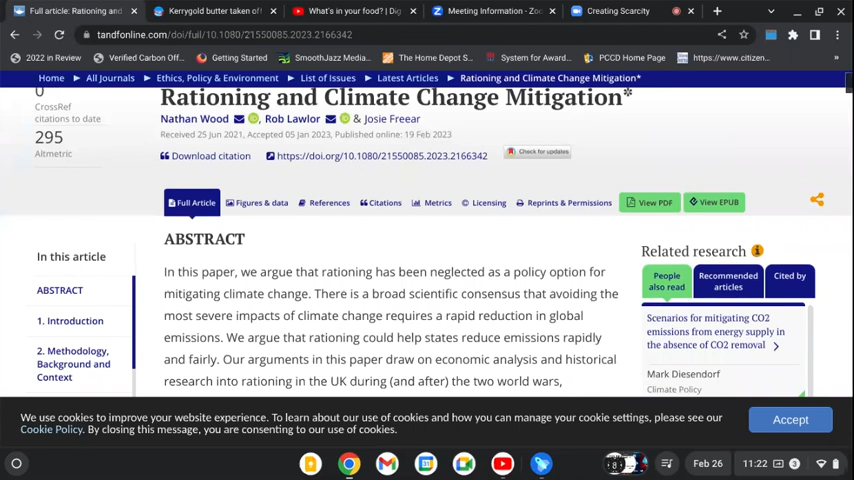 Full article: Rationing and
Kerrygold butter taken of
What's in your food? | Dig
Meeting Information - Zoo
Creating Scarcity
tandfonline.com/doi/full/10.1080/21550085.2023.2166342
2022 in Review
Verified Carbon Off...
Getting Started
SmoothJazz Media...
The Home Depot S...
System for Award...
PCCD Home Page
https://www.citizen...
Home
All Journals
Ethics, Policy & Environment
List of Issues
Latest Articles
Rationing and Climate Change Mitigation*
0
CrossRef
citations to date
295
Altmetric
Rationing and Climate Change Mitigation*
Nathan Wood , Rob Lawlor & Josie Freear
Received 25 Jun 2021, Accepted 05 Jan 2023, Published online: 19 Feb 2023
Download citation
https://doi.org/10.1080/21550085.2023.2166342
Check for updates
Full Article
Figures & data
References
Citations
Metrics
Licensing
Reprints & Permissions
View PDF
View EPUB
In this article
ABSTRACT
1. Introduction
2. Methodology,
Background and
Context
ABSTRACT
In this paper, we argue that rationing has been neglected as a policy option for
mitigating climate change. There is a broad scientific consensus that avoiding the
most severe impacts of climate change requires a rapid reduction in global
emissions. We argue that rationing could help states reduce emissions rapidly
and fairly. Our arguments in this paper draw on economic analysis and historical
research into rationing in the UK during (and after) the two world wars,
Related research
People
also read
Recommended
articles
Cited by
Scenarios for mitigating CO2
emissions from energy supply in
the absence of CO2 removal
Mark Diesendorf
Climate Policy
We use cookies to improve your website experience. To learn about our use of cookies and how you can manage your cookie settings, please see our
Cookie Policy. By closing this message, you are consenting to our use of cookies.
Accept
Feb 26
11:22
3